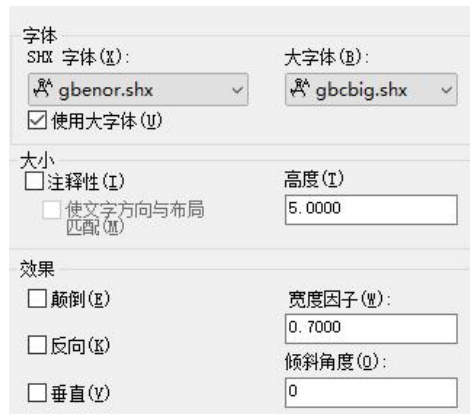 字体
SHX 字体(X): 大字体(B):
gbenor.shx gbcbig.shx
使用大字体(U)
大小
注释性(I) 高度(T)
使文字方向与布局 5.0000
匹配(M)
效果
颠倒(E) 宽度因子(W):
0.7000
反向(K)
倾斜角度(O):
垂直(V) 0